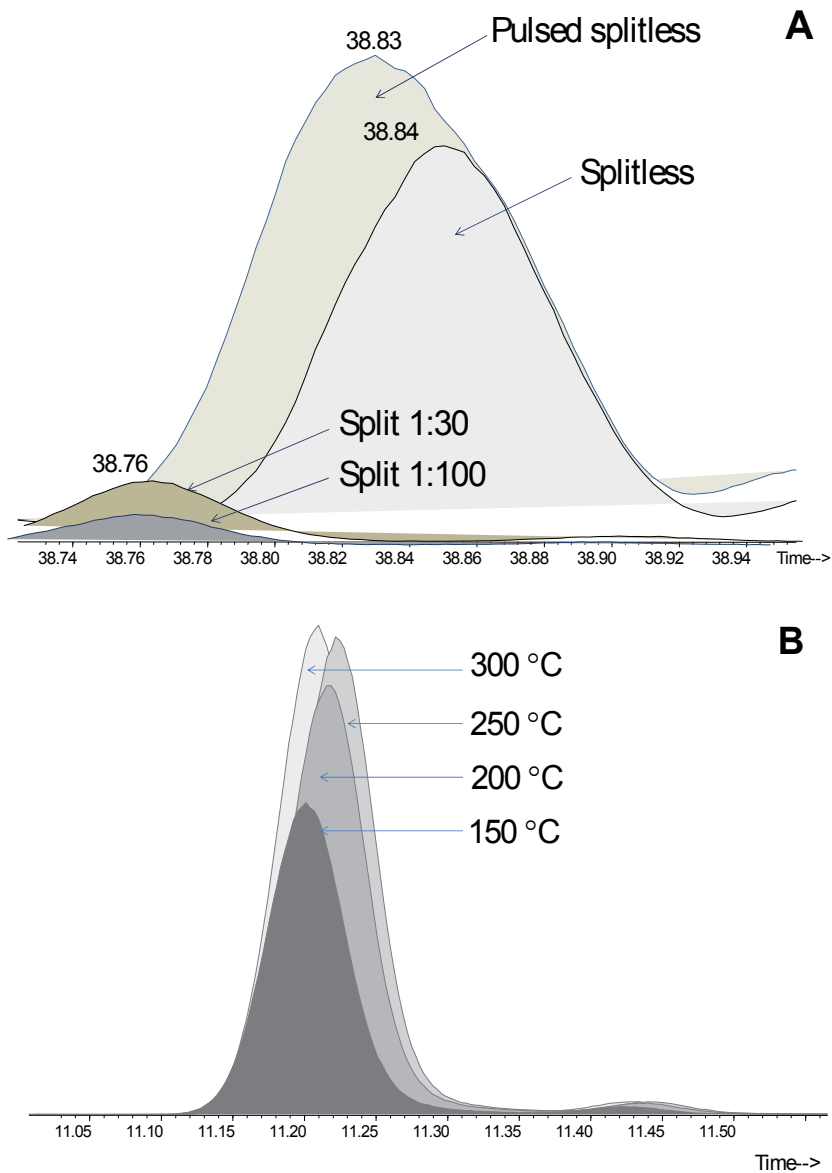 A
38.83
Pulsed splitless
38.84
Splitless
Split 1:30
38.76
Split 1:100
38.74 38.76 38.78 38.80 38.82 38.84 38.86 38.88 38.90 38.92 38.94 Time-->
B
300 °C
250 °C
200 °C
150 °C
11.05 11.10 11.15 11.20 11.25 11.30 11.35 11.40 11.45 11.50
Time-->